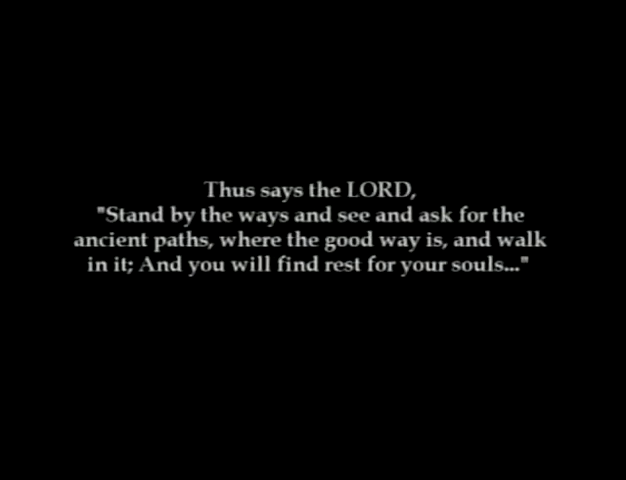 Thus says the LORD,
"Stand by the ways and see and ask for the
ancient paths, where the good way is, and walk
in it; And you will find rest for your souls..."